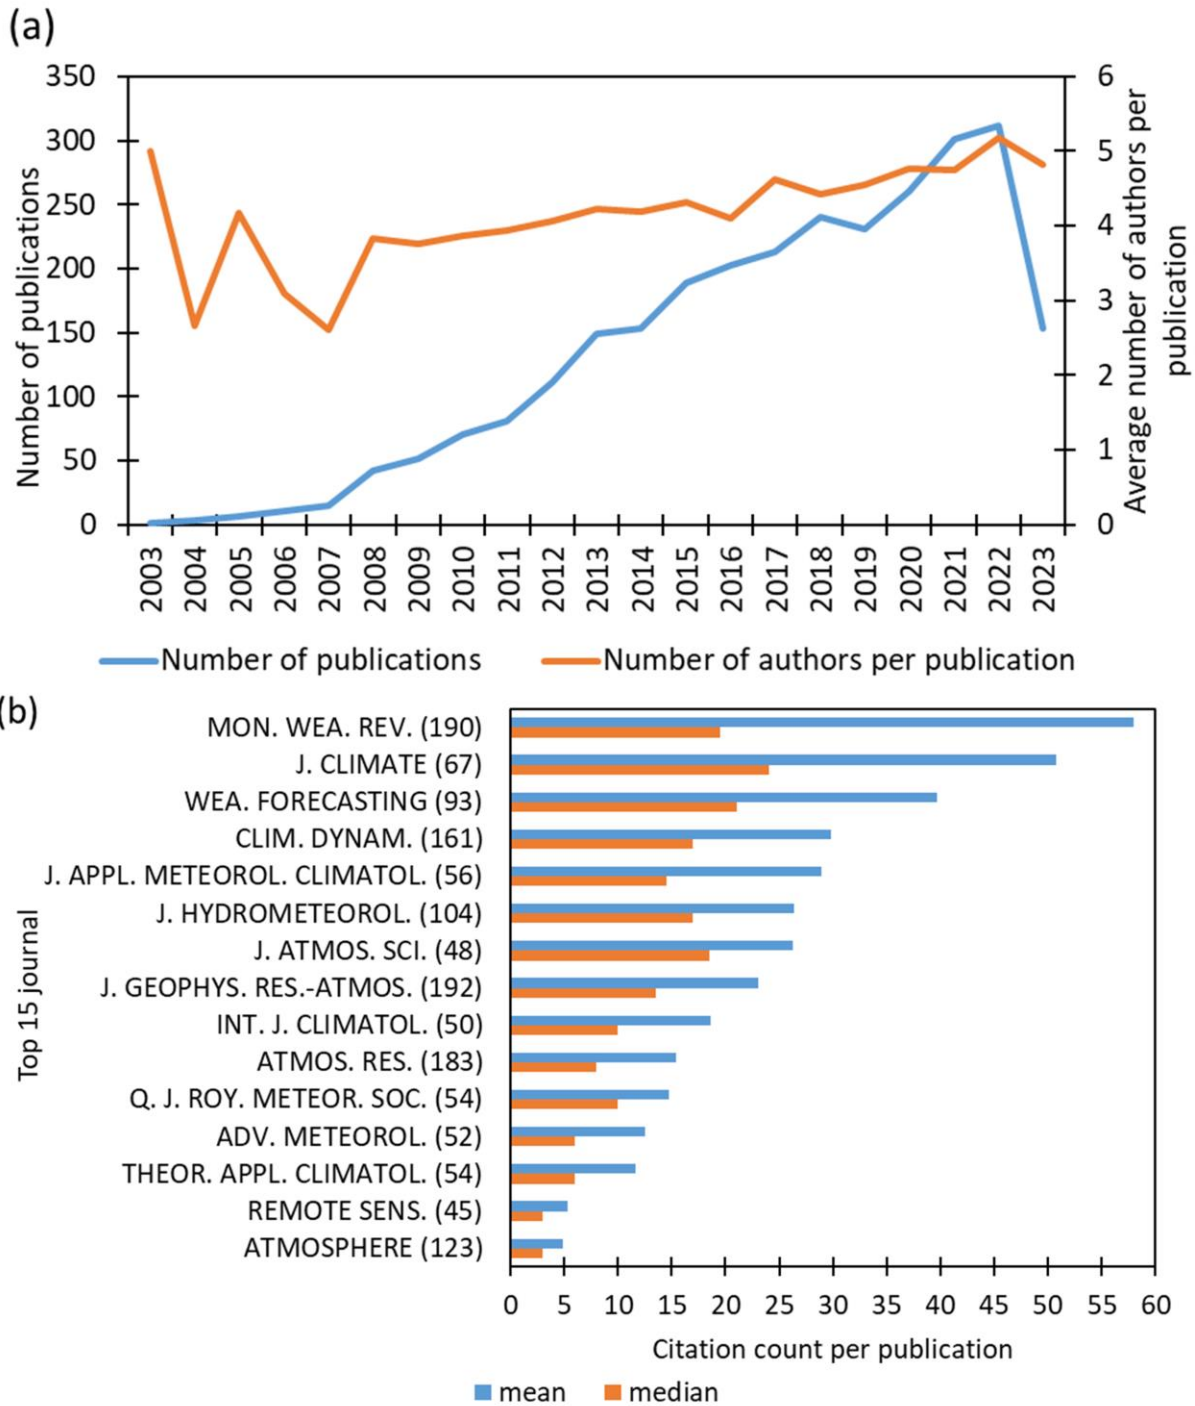 (a)
350
300
250
200
150
100
50
0
Number of publications
6
5
4
3
2
1
0
Average number of authors per
publication
2003 2004 2005 2006 2007 2008 2009 2010 2011 2012 2013 2014 2015 2016 2017 2018 2019 2020 2021 2022 2023
Number of publications Number of authors per publication
(b)
Top 15 journal
MON. WEA. REV. (190)
J. CLIMATE (67)
WEA. FORECASTING (93)
CLIM. DYNAM. (161)
J. APPL. METEOROL. CLIMATOL. (56)
J. HYDROMETEOROL. (104)
J. ATMOS. SCI. (48)
J. GEOPHYS. RES.-ATMOS. (192)
INT. J. CLIMATOL. (50)
ATMOS. RES. (183)
Q. J. ROY. METEOR. SOC. (54)
ADV. METEOROL. (52)
THEOR. APPL. CLIMATOL. (54)
REMOTE SENS. (45)
ATMOSPHERE (123)
0 5 10 15 20 25 30 35 40 45 50 55 60
Citation count per publication
mean median